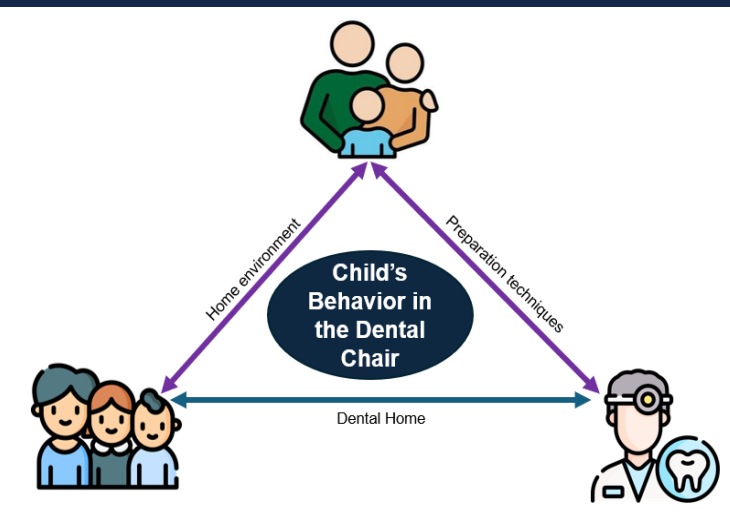 Home environment
Preparation techniques
Child’s
Behavior in
the Dental
Chair
Dental Home